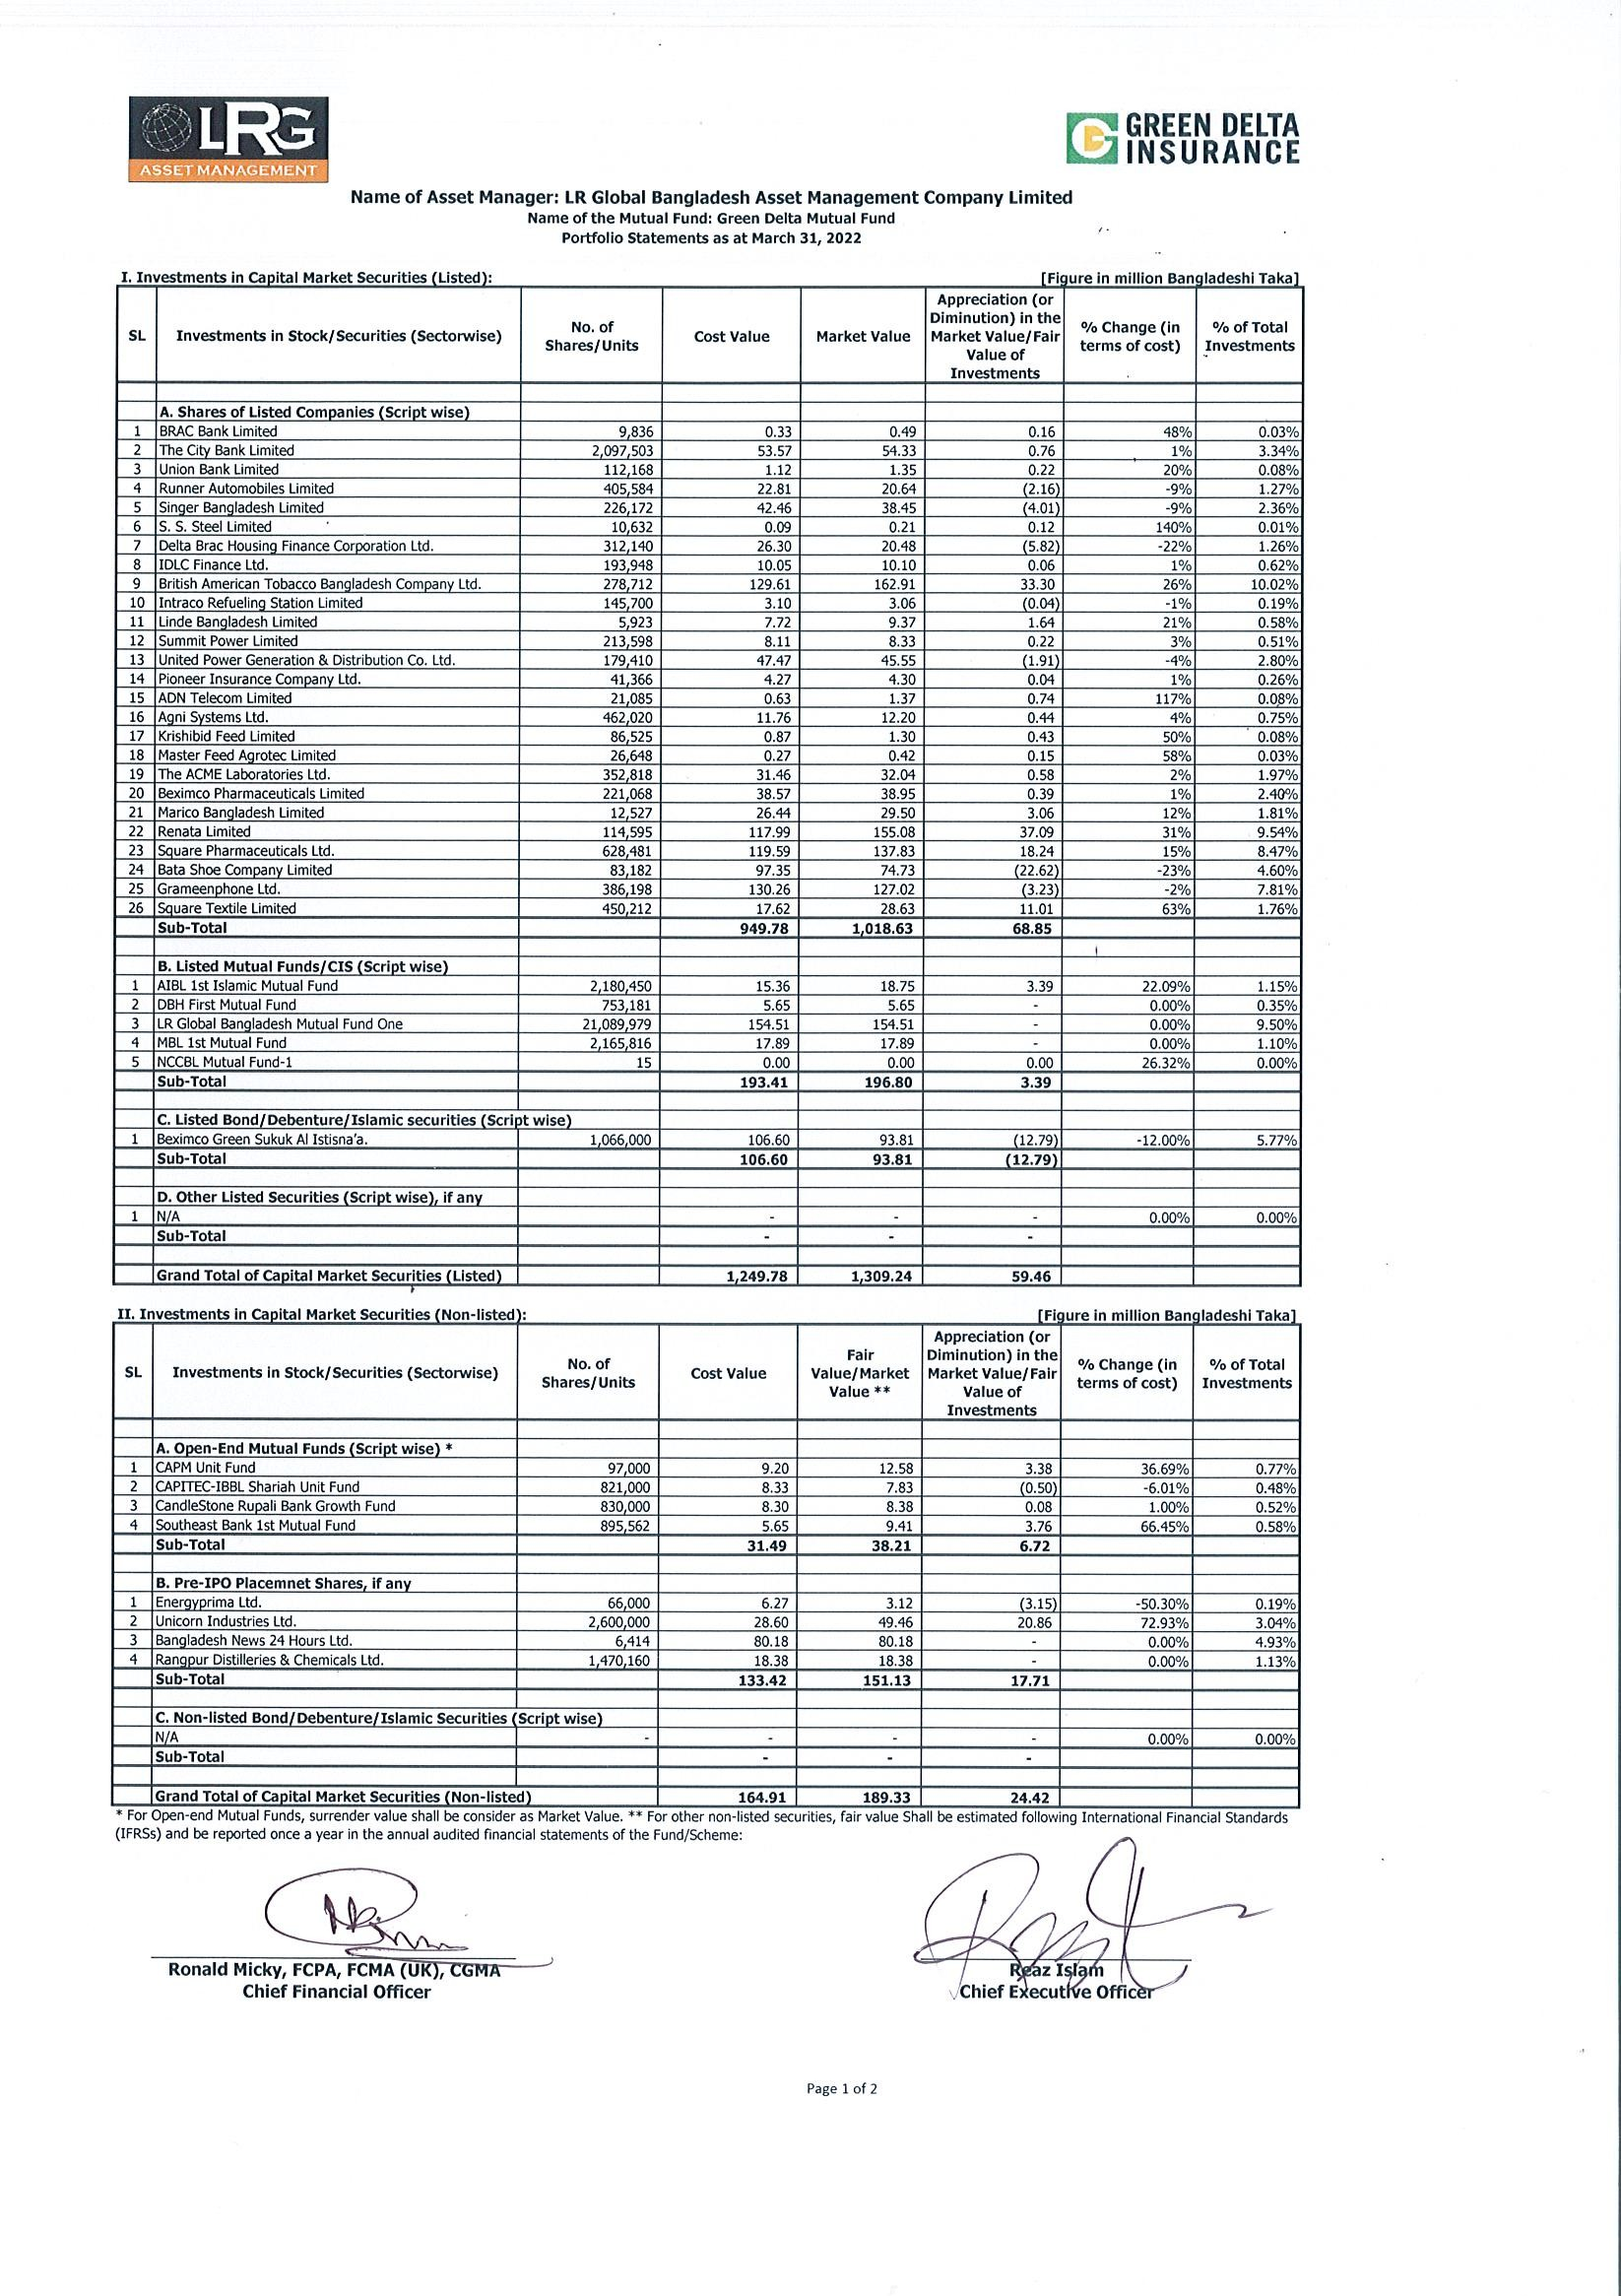 LRG
ASSET MANAGEMENT
GREEN DELTA
INSURANCE
Name of Asset Manager: LR Global Bangladesh Asset Management Company Limited
Name of the Mutual Fund: Green Delta Mutual Fund
Portfolio Statements as at March 31, 2022
I. Investments in Capital Market Securities (Listed): [Figure in million Bangladeshi Taka]
SL Investments in Stock/Securities (Sectorwise) No. of Shares/Units Cost Value Market Value Appreciation (or Diminution) in the Market Value/Fair Value of Investments % Change (in terms of cost) % of Total Investments
A. Shares of Listed Companies (Script wise)
1 BRAC Bank Limited 9,836 0.33 0.49 0.16 48% 0.03%
2 The City Bank Limited 2,097,503 53.57 54.33 0.76 1% 3.34%
3 Union Bank Limited 112,168 1.12 1.35 0.22 20% 0.08%
4 Runner Automobiles Limited 405,584 22.81 20.64 (2.16) -9% 1.27%
5 Singer Bangladesh Limited 226,172 42.46 38.45 (4.01) -9% 2.36%
6 S. S. Steel Limited 10,632 0.09 0.21 0.12 140% 0.01%
7 Delta Brac Housing Finance Corporation Ltd. 312,140 26.30 20.48 (5.82) -22% 1.26%
8 IDLC Finance Ltd. 193,948 10.05 10.10 0.06 1% 0.62%
9 British American Tobacco Bangladesh Company Ltd. 278,712 129.61 162.91 33.30 26% 10.02%
10 Intraco Refueling Station Limited 145,700 3.10 3.06 (0.04) -1% 0.19%
11 Linde Bangladesh Limited 5,923 7.72 9.37 1.64 21% 0.58%
12 Summit Power Limited 213,598 8.11 8.33 0.22 3% 0.51%
13 United Power Generation & Distribution Co. Ltd. 179,410 47.47 45.55 (1.91) -4% 2.80%
14 Pioneer Insurance Company Ltd. 41,366 4.27 4.30 0.04 1% 0.26%
15 ADN Telecom Limited 21,085 0.63 1.37 0.74 117% 0.08%
16 Agni Systems Ltd. 462,020 11.76 12.20 0.44 4% 0.75%
17 Krishibid Feed Limited 86,525 0.87 1.30 0.43 50% 0.08%
18 Master Feed Agrotec Limited 26,648 0.27 0.42 0.15 58% 0.03%
19 The ACME Laboratories Ltd. 352,818 31.46 32.04 0.58 2% 1.97%
20 Beximco Pharmaceuticals Limited 221,068 38.57 38.95 0.39 1% 2.40%
21 Marico Bangladesh Limited 12,527 26.44 29.50 3.06 12% 1.81%
22 Renata Limited 114,595 117.99 155.08 37.09 31% 9.54%
23 Square Pharmaceuticals Ltd. 628,481 119.59 137.83 18.24 15% 8.47%
24 Bata Shoe Company Limited 83,182 97.35 74.73 (22.62) -23% 4.60%
25 Grameenphone Ltd. 386,198 130.26 127.02 (3.23) -2% 7.81%
26 Square Textile Limited 450,212 17.62 28.63 11.01 63% 1.76%
Sub-Total 949.78 1,018.63 68.85
B. Listed Mutual Funds/CIS (Script wise)
1 AIBL 1st Islamic Mutual Fund 2,180,450 15.36 18.75 3.39 22.09% 1.15%
2 DBH First Mutual Fund 753,181 5.65 5.65 - 0.00% 0.35%
3 LR Global Bangladesh Mutual Fund One 21,089,979 154.51 154.51 - 0.00% 9.50%
4 MBL 1st Mutual Fund 2,165,816 17.89 17.89 - 0.00% 1.10%
5 NCCBL Mutual Fund-1 15 0.00 0.00 0.00 26.32% 0.00%
Sub-Total 193.41 196.80 3.39
C. Listed Bond/Debenture/Islamic securities (Script wise)
1 Beximco Green Sukuk Al Istisna'a. 1,066,000 106.60 93.81 (12.79) -12.00% 5.77%
Sub-Total 106.60 93.81 (12.79)
D. Other Listed Securities (Script wise), if any
1 N/A - - - 0.00% 0.00%
Sub-Total - - -
Grand Total of Capital Market Securities (Listed) 1,249.78 1,309.24 59.46
II. Investments in Capital Market Securities (Non-listed): [Figure in million Bangladeshi Taka]
SL Investments in Stock/Securities (Sectorwise) No. of Shares/Units Cost Value Fair Value/Market Value ** Appreciation (or Diminution) in the Market Value/Fair Value of Investments % Change (in terms of cost) % of Total Investments
A. Open-End Mutual Funds (Script wise) *
1 CAPM Unit Fund 97,000 9.20 12.58 3.38 36.69% 0.77%
2 CAPITEC-IBBL Shariah Unit Fund 821,000 8.33 7.83 (0.50) -6.01% 0.48%
3 CandleStone Rupali Bank Growth Fund 830,000 8.30 8.38 0.08 1.00% 0.52%
4 Southeast Bank 1st Mutual Fund 895,562 5.65 9.41 3.76 66.45% 0.58%
Sub-Total 31.49 38.21 6.72
B. Pre-IPO Placemnet Shares, if any
1 Energyprima Ltd. 66,000 6.27 3.12 (3.15) -50.30% 0.19%
2 Unicorn Industries Ltd. 2,600,000 28.60 49.46 20.86 72.93% 3.04%
3 Bangladesh News 24 Hours Ltd. 6,414 80.18 80.18 - 0.00% 4.93%
4 Rangpur Distilleries & Chemicals Ltd. 1,470,160 18.38 18.38 - 0.00% 1.13%
Sub-Total 133.42 151.13 17.71
C. Non-listed Bond/Debenture/Islamic Securities (Script wise)
N/A - - - - 0.00% 0.00%
Sub-Total - - -
Grand Total of Capital Market Securities (Non-listed) 164.91 189.33 24.42
* For Open-end Mutual Funds, surrender value shall be consider as Market Value. ** For other non-listed securities, fair value Shall be estimated following International Financial Standards
(IFRSs) and be reported once a year in the annual audited financial statements of the Fund/Scheme:
Ronald Micky, FCPA, FCMA (UK), CGMA
Chief Financial Officer
Reaz Islam
Chief Executive Officer
Page 1 of 2